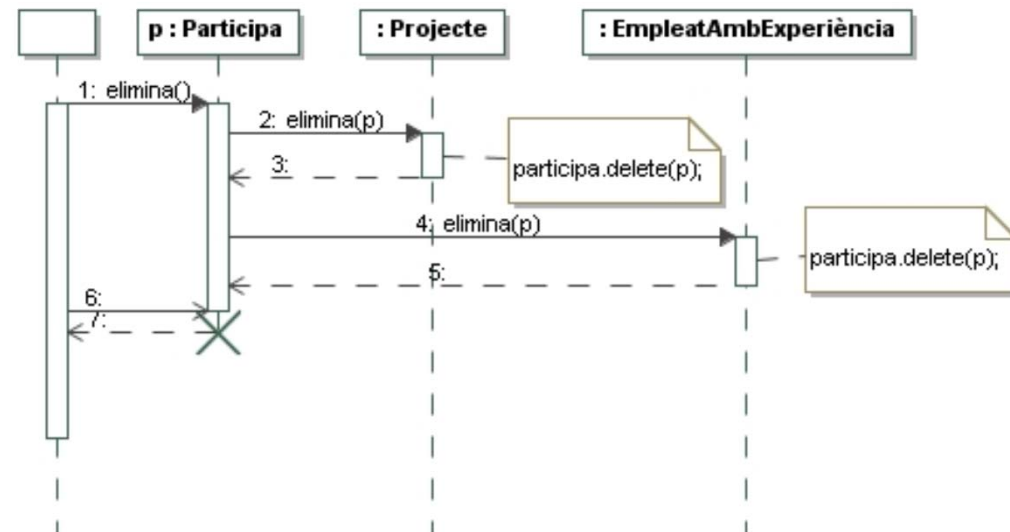 p : Participa
: Projecte
: EmpleatAmbExperiència
1: elimina()
2: elimina(p)
participa.delete(p);
3:
4: elimina(p)
participa.delete(p);
5:
6:
7: